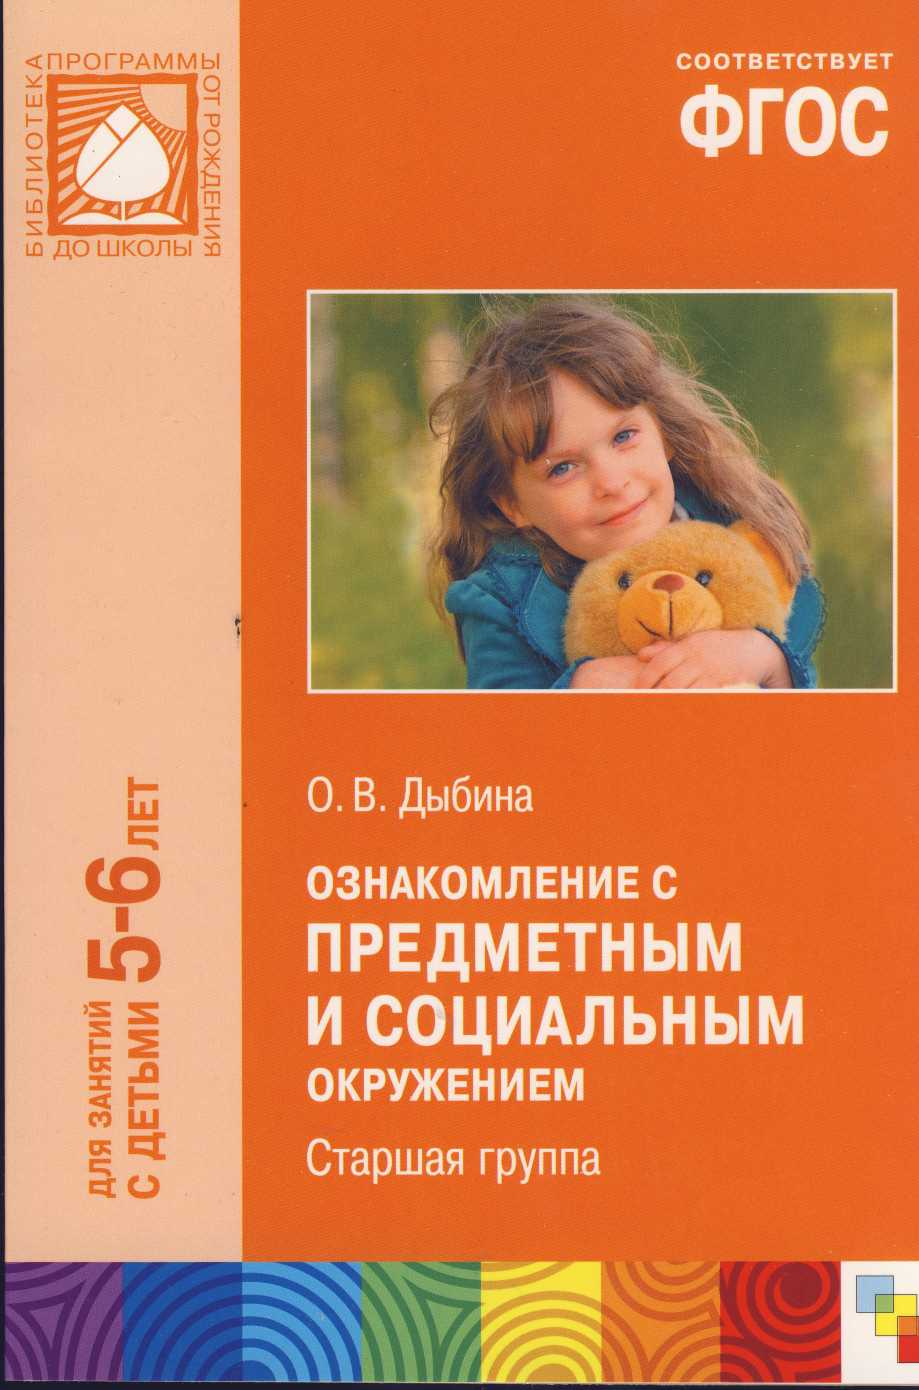 БИБЛИОТЕКА
ПРОГРАММЫ
ОТ РОЖДЕНИЯ
ДО ШКОЛЫ
СООТВЕТСТВУЕТ
ФГОС
О. В. Дыбина
ОЗНАКОМЛЕНИЕ С
ПРЕДМЕТНЫМ
И СОЦИАЛЬНЫМ
ОКРУЖЕНИЕМ
Старшая группа
ДЛЯ ЗАНЯТИЙ
С ДЕТЬМИ 5-6 ЛЕТ